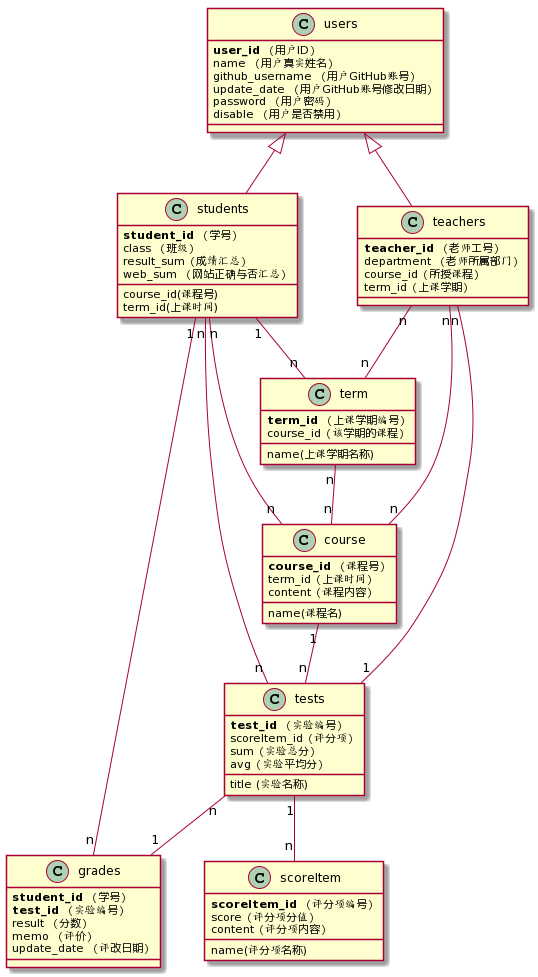 C users
user_id （用户ID）
name （用户真实姓名）
github_username （用户GitHub账号）
update_date （用户GitHub账号修改日期）
password （用户密码）
disable （用户是否禁用）
C students
student_id （学号）
class （班级）
result_sum（成绩汇总）
web_sum （网站正确与否汇总）
course_id(课程号)
term_id(上课时间)
C teachers
teacher_id （老师工号）
department （老师所属部门）
course_id（所授课程）
term_id（上课学期）
1 n n 1 n n n
n n
C term
term_id （上课学期编号）
course_id（该学期的课程）
name(上课学期名称)
n
n n n
C course
course_id （课程号）
term_id（上课时间）
content（课程内容）
name(课程名)
1
n n 1
C tests
test_id （实验编号）
scoreItem_id（评分项）
sum（实验总分）
avg（实验平均分）
title (实验名称)
n 1
n 1 n
C grades
student_id （学号）
test_id （实验编号）
result （分数）
memo （评价）
update_date （评改日期）
C scoreItem
scoreItem_id （评分项编号）
score（评分项分值）
content（评分项内容）
name(评分项名称)